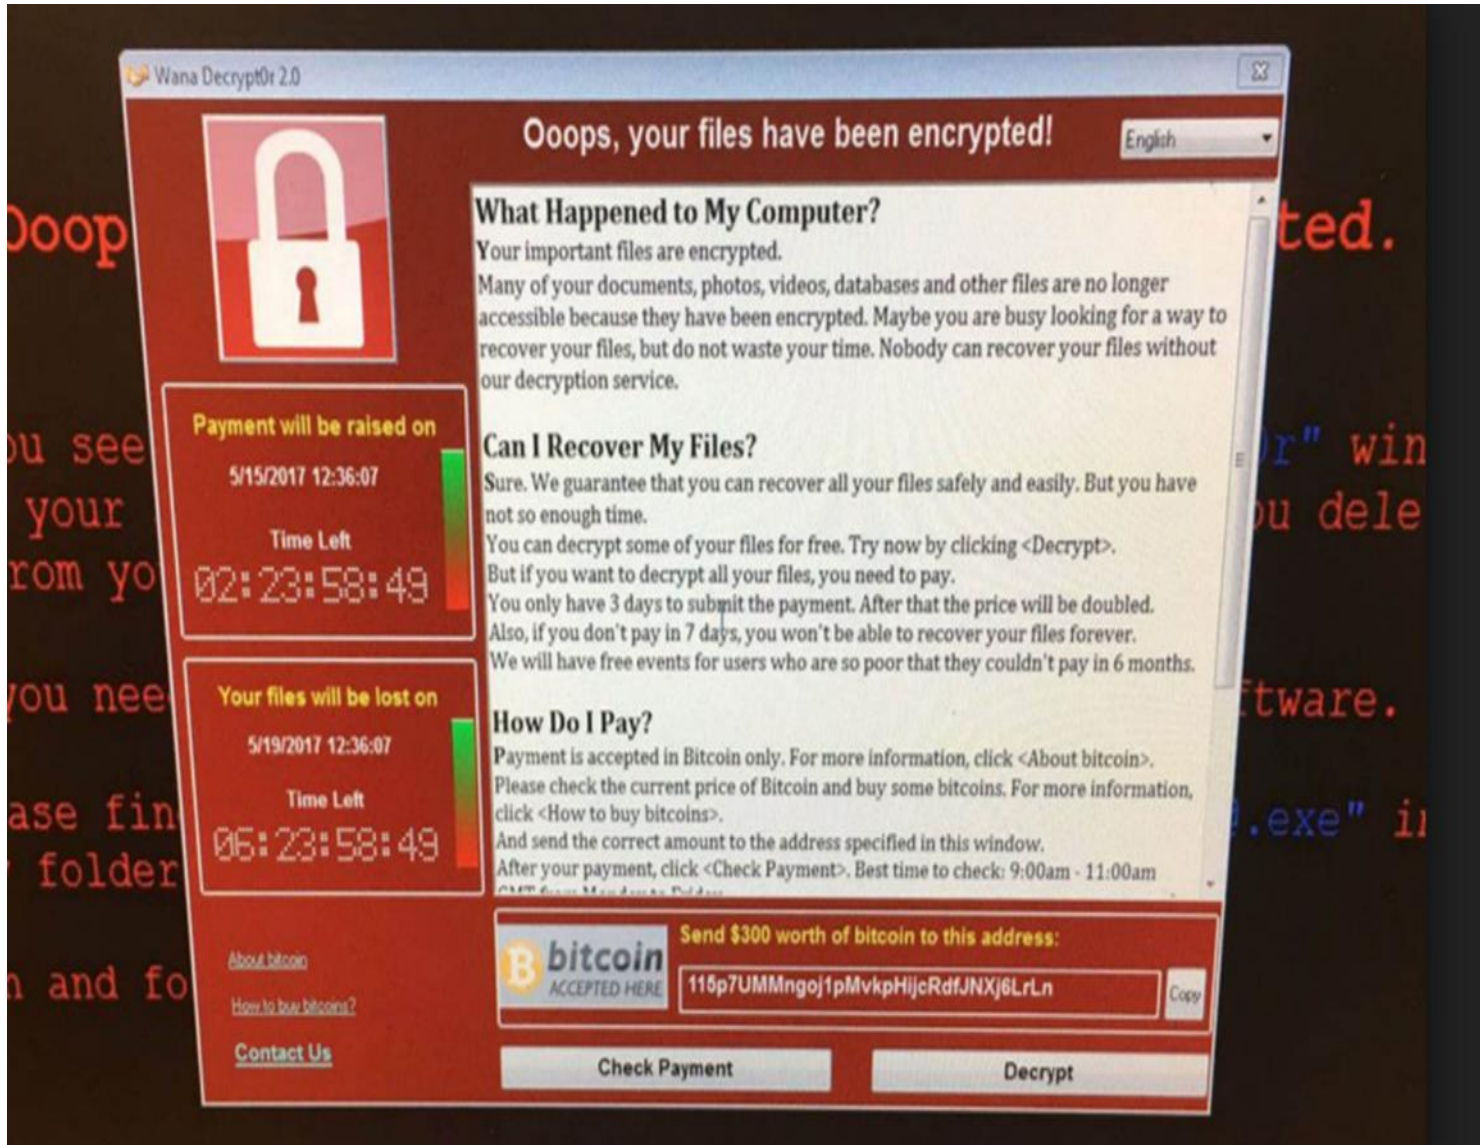 Wana Decrypt0r 2.0
Ooops, your files have been encrypted!
English
What Happened to My Computer?
Your important files are encrypted.
Many of your documents, photos, videos, databases and other files are no longer
accessible because they have been encrypted. Maybe you are busy looking for a way to
recover your files, but do not waste your time. Nobody can recover your files without
our decryption service.
Can I Recover My Files?
Sure. We guarantee that you can recover all your files safely and easily. But you have
not so enough time.
You can decrypt some of your files for free. Try now by clicking <Decrypt>.
But if you want to decrypt all your files, you need to pay.
You only have 3 days to submit the payment. After that the price will be doubled.
Also, if you don't pay in 7 days, you won't be able to recover your files forever.
We will have free events for users who are so poor that they couldn't pay in 6 months.
How Do I Pay?
Payment is accepted in Bitcoin only. For more information, click <About bitcoin>.
Please check the current price of Bitcoin and buy some bitcoins. For more information,
click <How to buy bitcoins>.
And send the correct amount to the address specified in this window.
After your payment, click <Check Payment>. Best time to check: 9:00am - 11:00am
Payment will be raised on
5/15/2017 12:36:07
Time Left
02:23:58:49
Your files will be lost on
5/19/2017 12:36:07
Time Left
06:23:58:49
About bitcoin
How to buy bitcoins?
Contact Us
bitcoin
ACCEPTED HERE
Send $300 worth of bitcoin to this address:
115p7UMMngoj1pMvkpHijcRdfJNXj6LrLn
Copy
Check Payment
Decrypt
Ooop
ted.
ou see
r" win
your
ou dele
rom yo
you nee
ftware.
ase fin
.exe" in
folder
n and fo